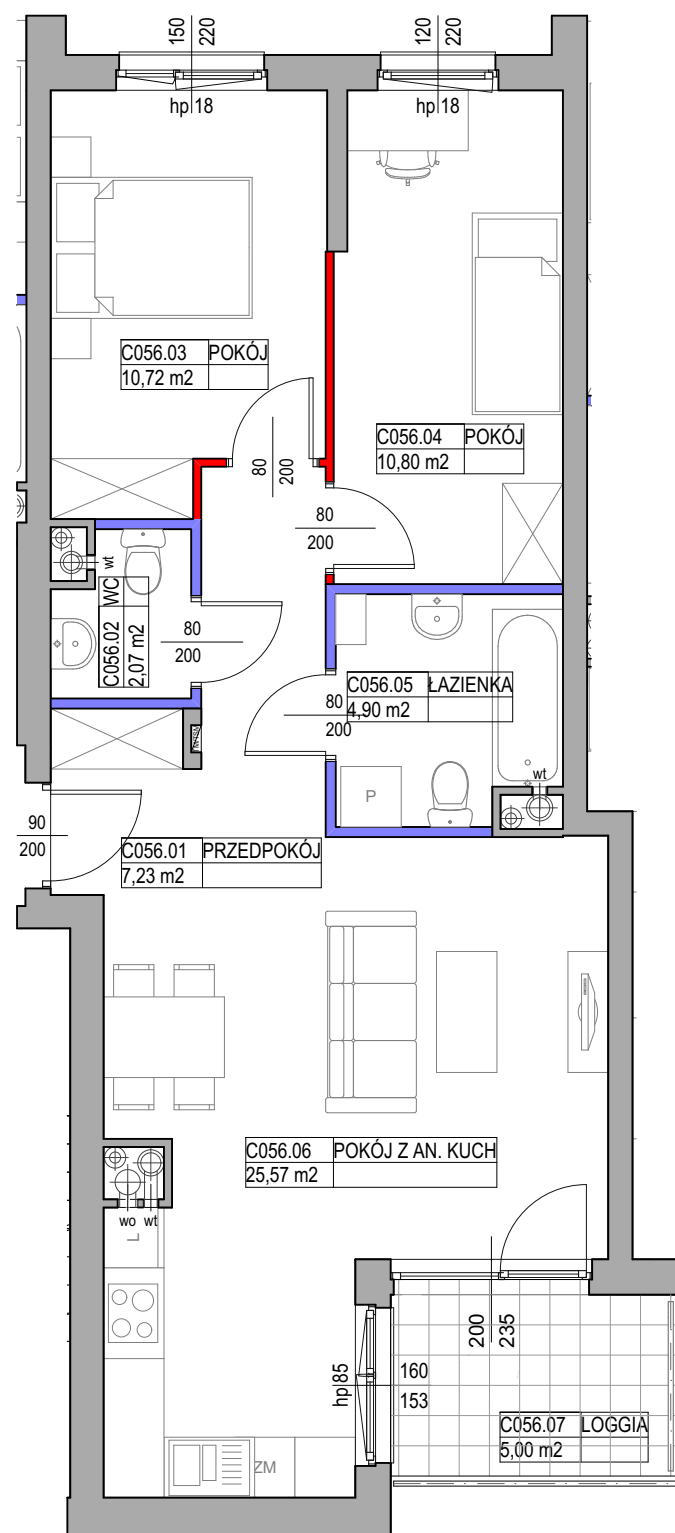 150
220
120
220
hp 18
hp 18
C056.03 POKÓJ
10,72 m2
C056.04 POKÓJ
10,80 m2
80
200
80
200
wt
C056.02 WC
2,07 m2
80
200
C056.05 ŁAZIENKA
4,90 m2
80
200
P
wt
90
200
C056.01 PRZEDPOKÓJ
7,23 m2
C056.06 POKÓJ Z AN. KUCH
25,57 m2
wo wt
L
200
235
hp 85
160
153
C056.07 LOGGIA
5,00 m2
ZM